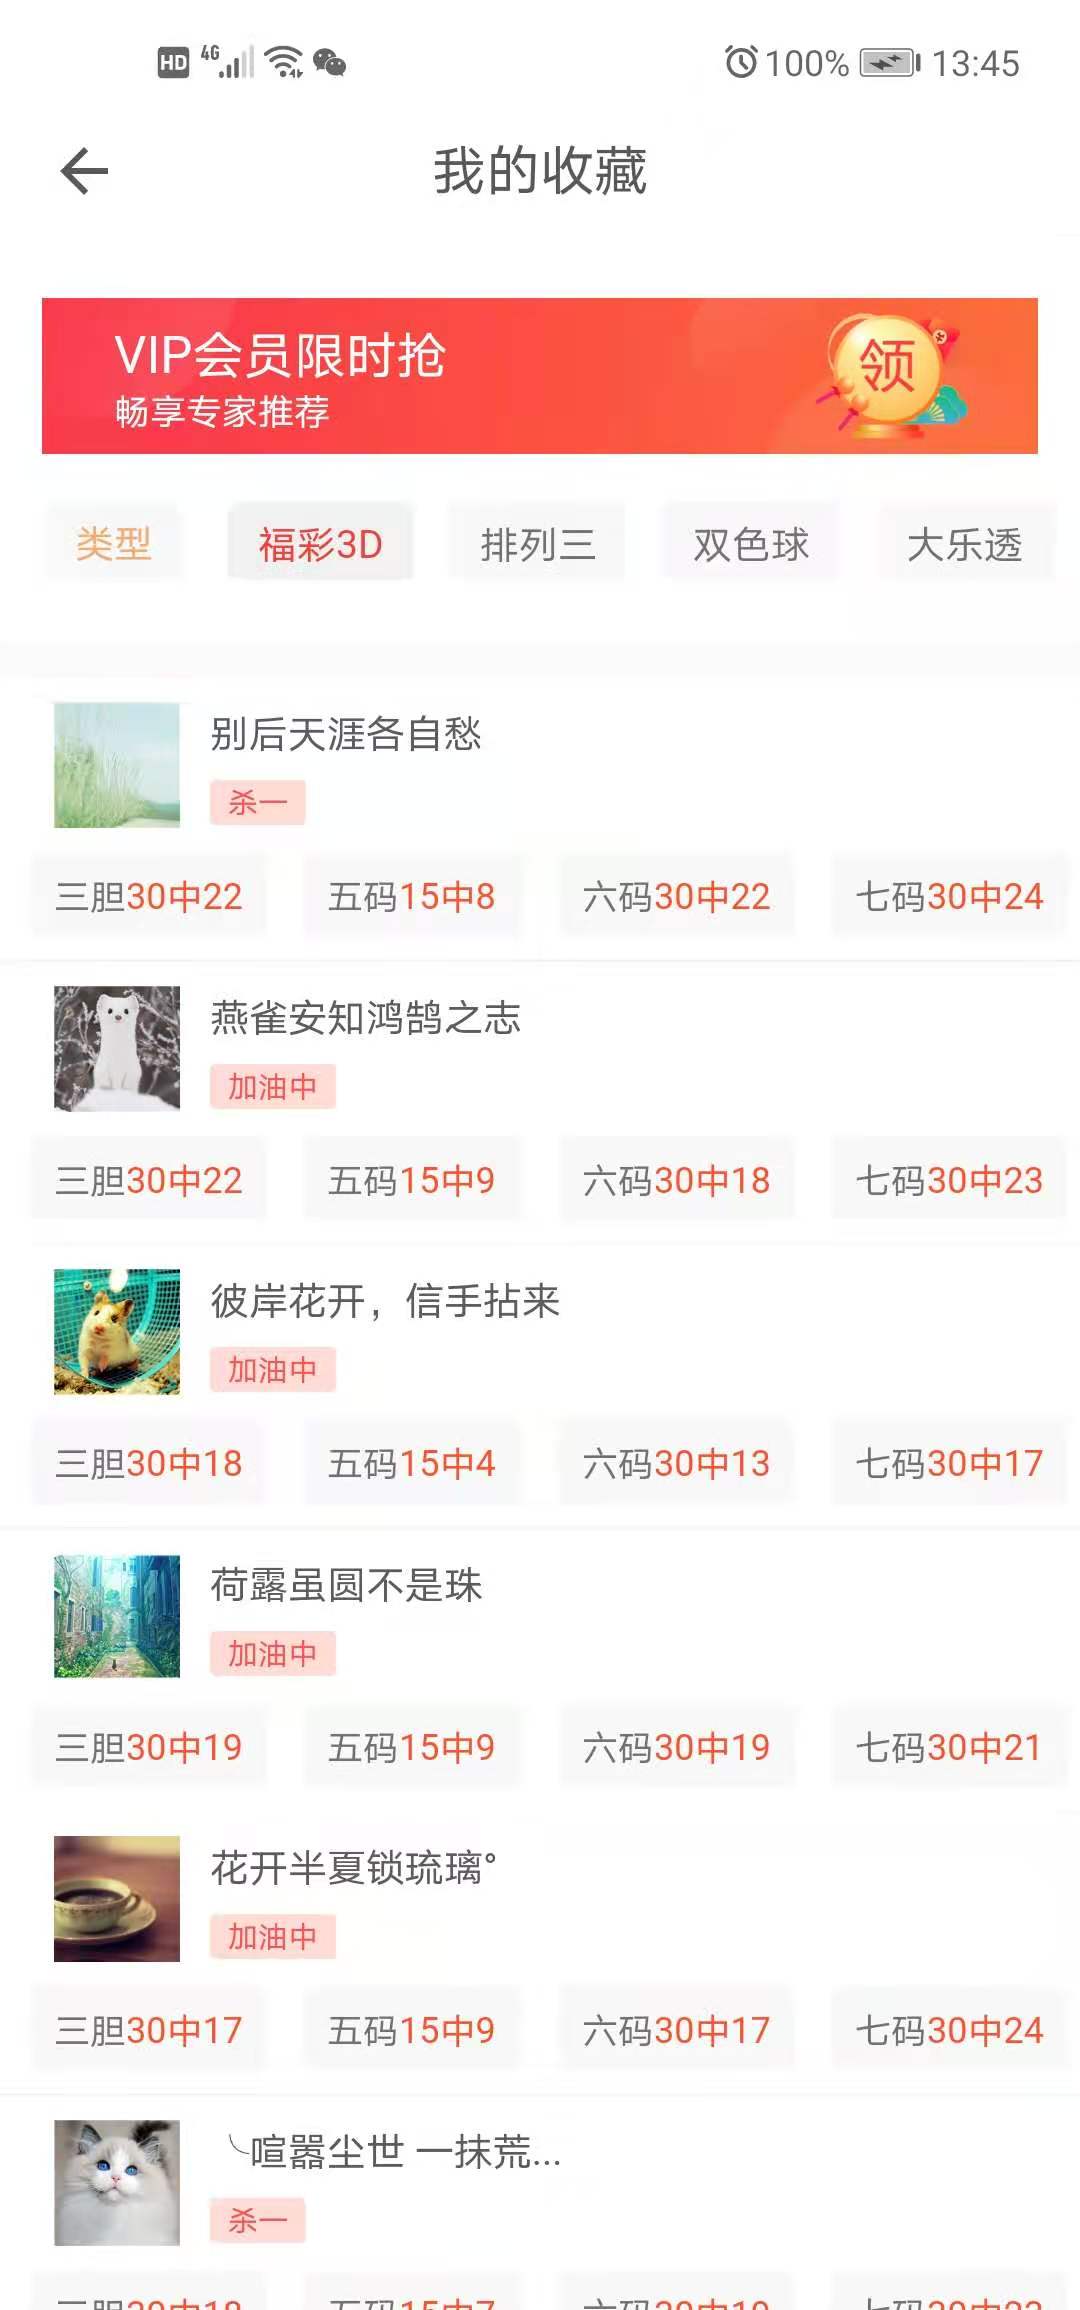 HD 4G 100% 13:45
我的收藏
VIP会员限时抢
领
畅享专家推荐
类型 福彩3D 排列三 双色球 大乐透
别后天涯各自愁
杀一
三胆30中22 五码15中8 六码30中22 七码30中24
燕雀安知鸿鹄之志
加油中
三胆30中22 五码15中9 六码30中18 七码30中23
彼岸花开，信手拈来
加油中
三胆30中18 五码15中4 六码30中13 七码30中17
荷露虽圆不是珠
加油中
三胆30中19 五码15中9 六码30中19 七码30中21
花开半夏锁琉璃°
加油中
三胆30中17 五码15中9 六码30中17 七码30中24
╰喧嚣尘世 一抹荒...
杀一